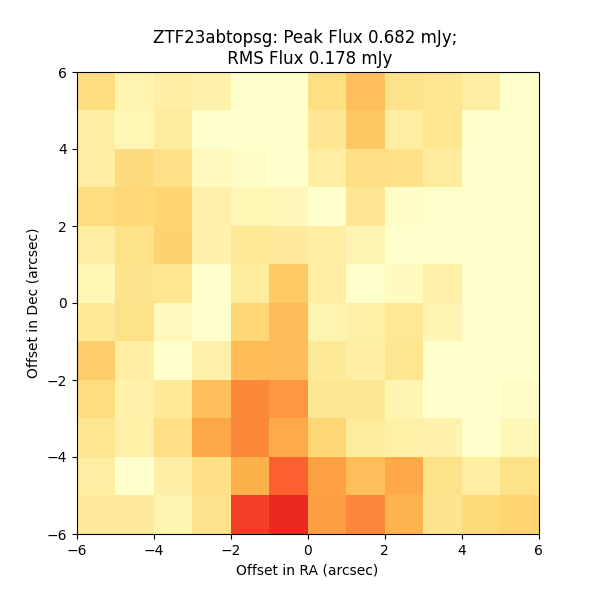 ZTF23abtopsg: Peak Flux 0.682 mJy;
RMS Flux 0.178 mJy
6
4
2
0
−2
−4
−6
Offset in Dec (arcsec)
−6 −4 −2 0 2 4 6
Offset in RA (arcsec)